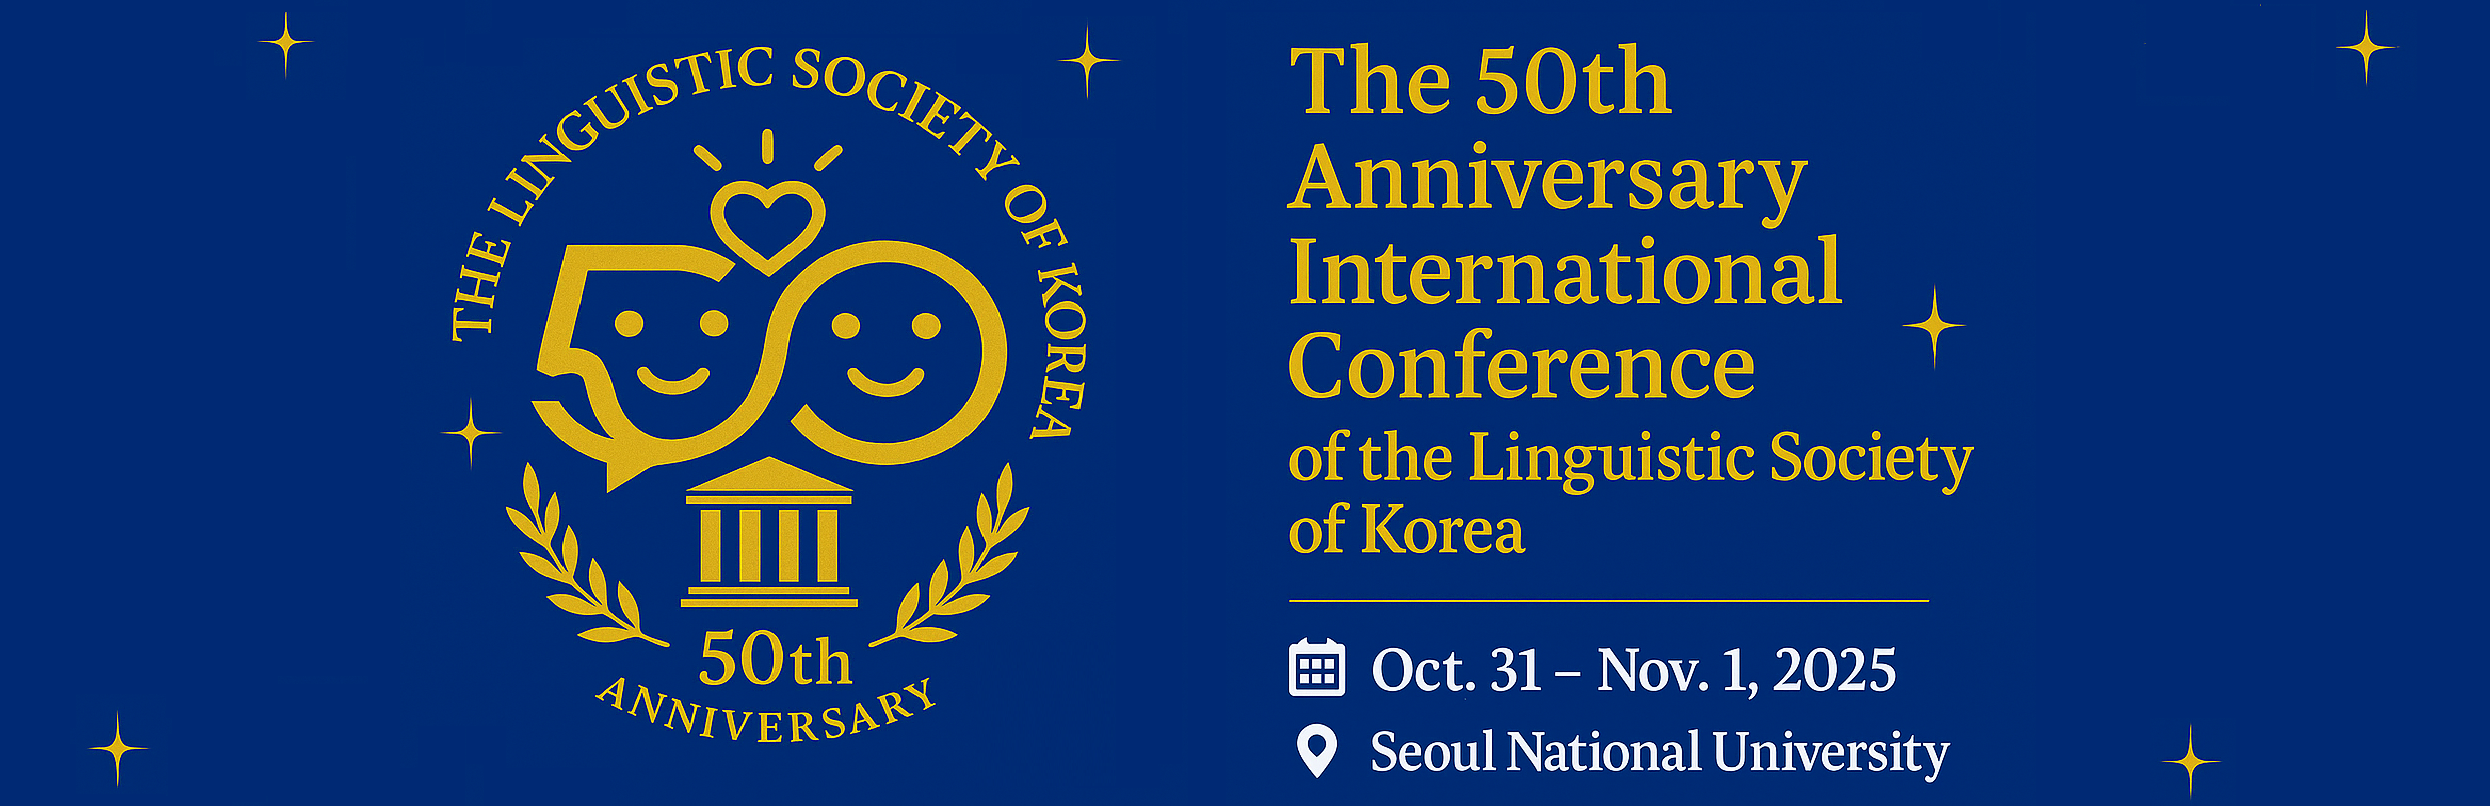 THE LINGUISTIC SOCIETY OF KOREA
50
50th
ANNIVERSARY
The 50th
Anniversary
International
Conference
of the Linguistic Society
of Korea
Oct. 31 – Nov. 1, 2025
Seoul National University